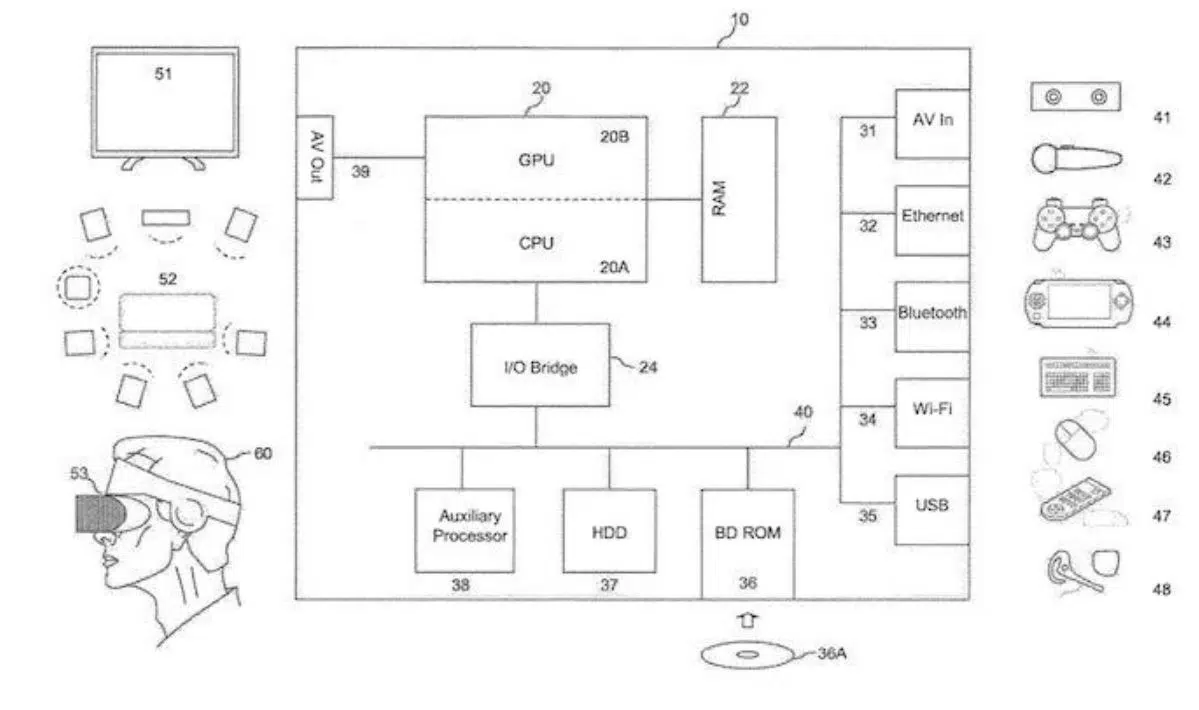 10
51
20
22
20B
GPU
CPU
20A
RAM
AV Out
39
31
AV In
32
Ethernet
33
Bluetooth
34
Wi-Fi
35
USB
I/O Bridge
24
40
Auxiliary
Processor
38
HDD
37
BD ROM
36
36A
52
53
60
41
42
43
44
45
46
47
48